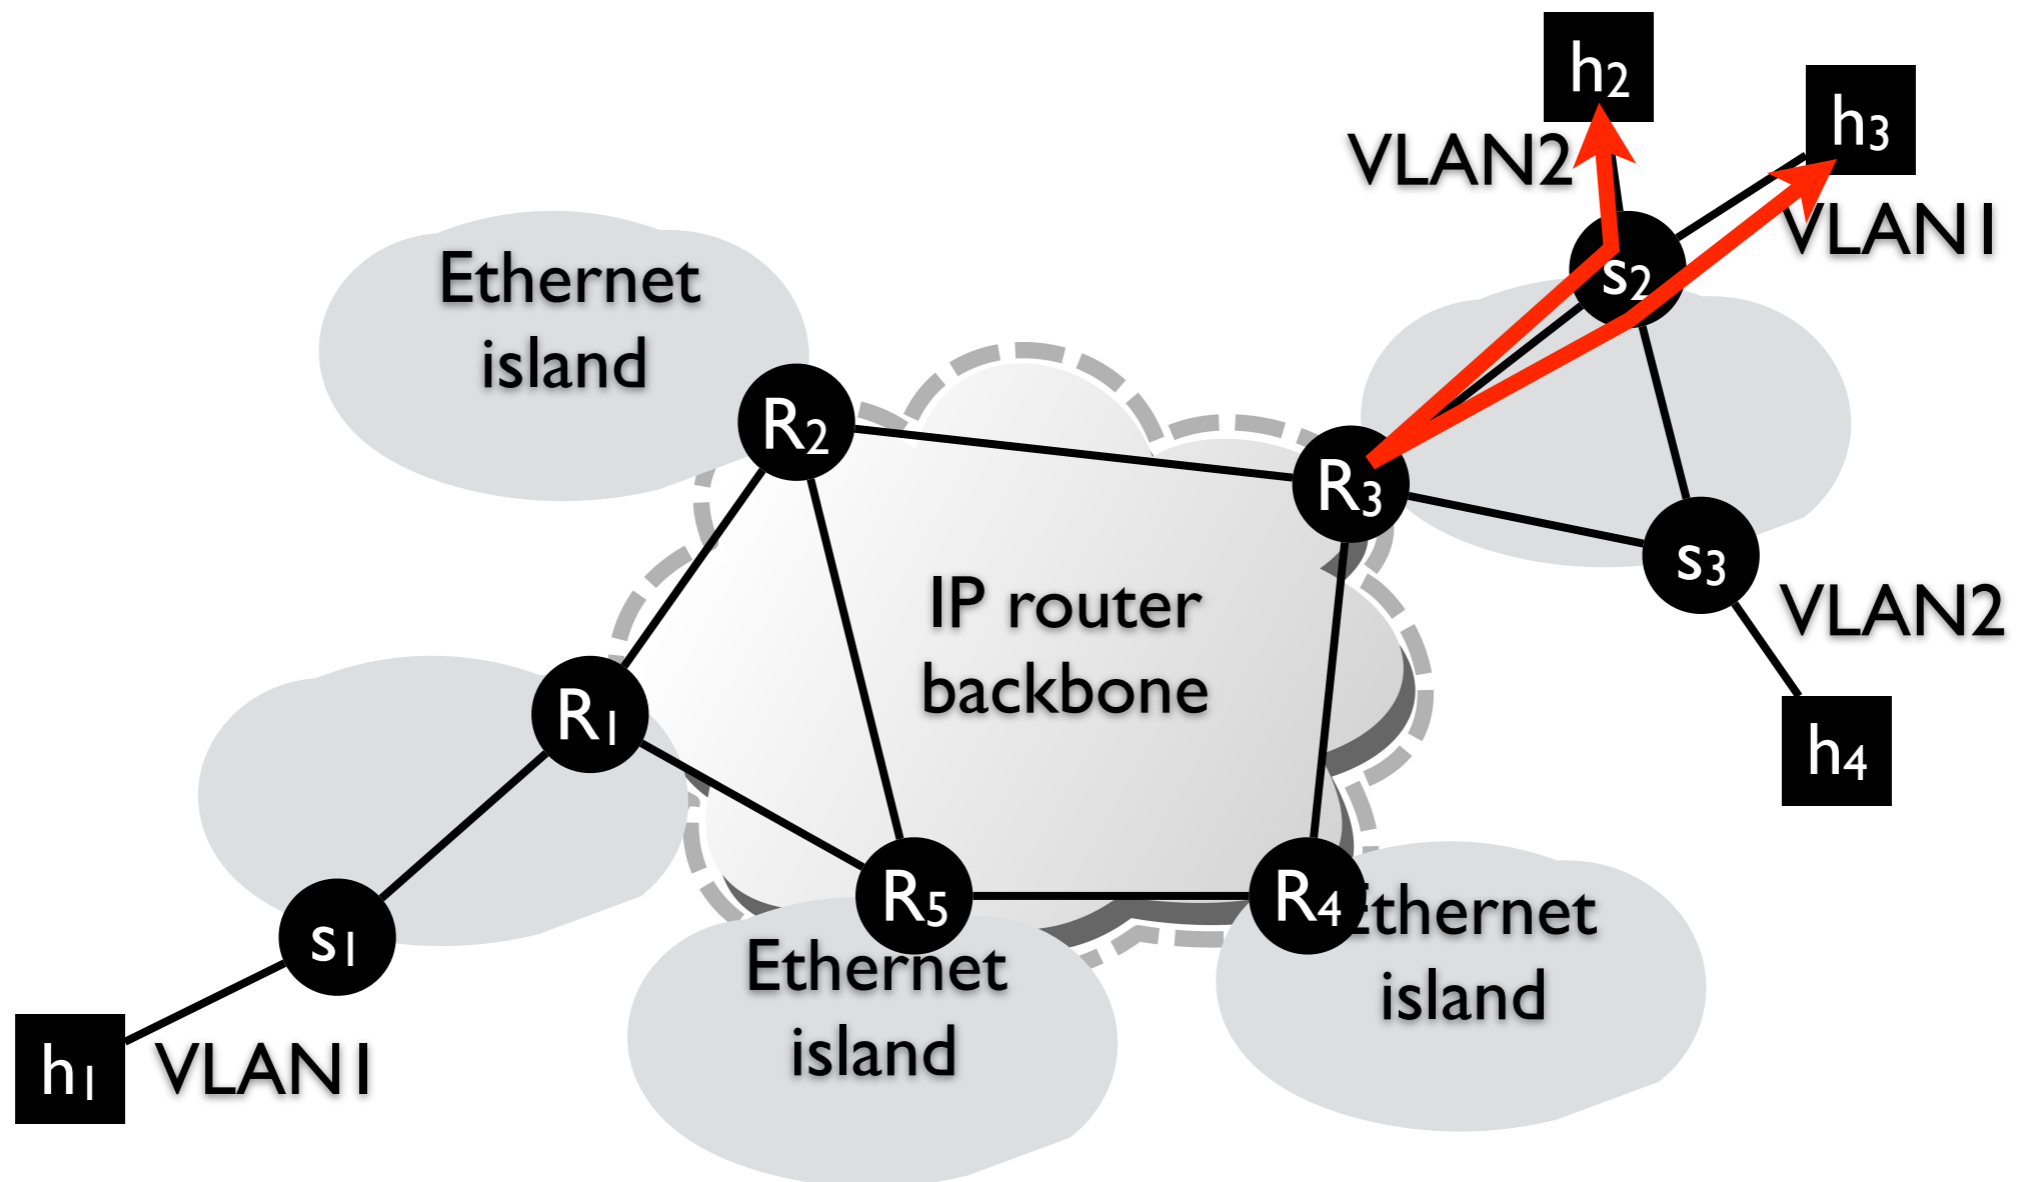 h2
h3
VLAN2
VLAN1
s2
Ethernet
island
R2
R3
s3
VLAN2
IP router
backbone
R1
h4
R5
R4
Ethernet
island
s1
Ethernet
island
h1
VLAN1